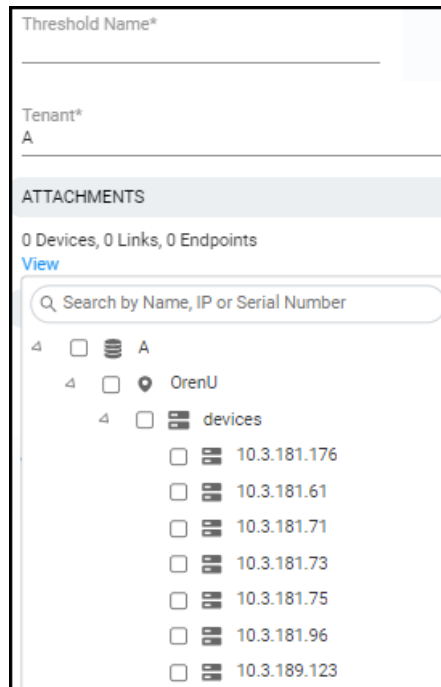 Threshold Name*
Tenant*
A
ATTACHMENTS
0 Devices, 0 Links, 0 Endpoints
View
Search by Name, IP or Serial Number
A
OrenU
devices
10.3.181.176
10.3.181.61
10.3.181.71
10.3.181.73
10.3.181.75
10.3.181.96
10.3.189.123